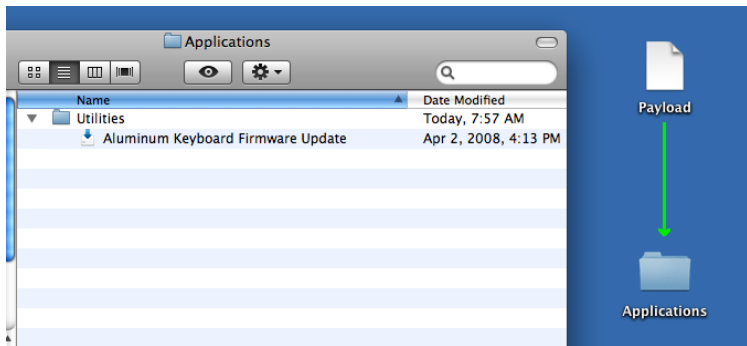 Applications
Name Date Modified
Utilities Today, 7:57 AM
Aluminum Keyboard Firmware Update Apr 2, 2008, 4:13 PM
Payload
Applications